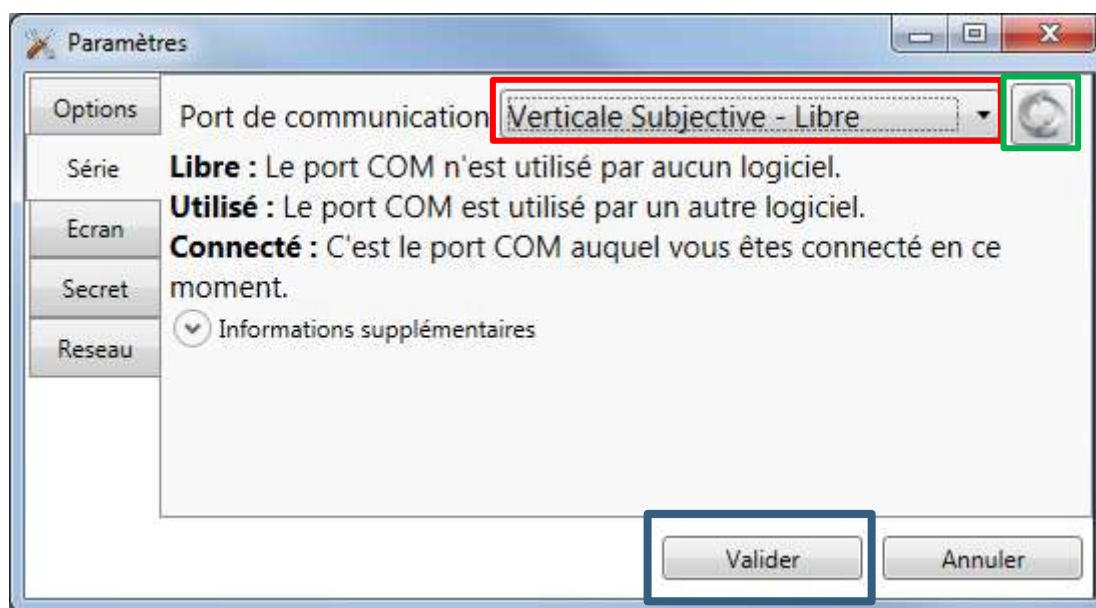 Paramètres
Options
Port de communication Verticale Subjective - Libre
Série
Libre : Le port COM n'est utilisé par aucun logiciel.
Utilisé : Le port COM est utilisé par un autre logiciel.
Ecran
Connecté : C'est le port COM auquel vous êtes connecté en ce
Secret
moment.
Informations supplémentaires
Reseau
Valider
Annuler